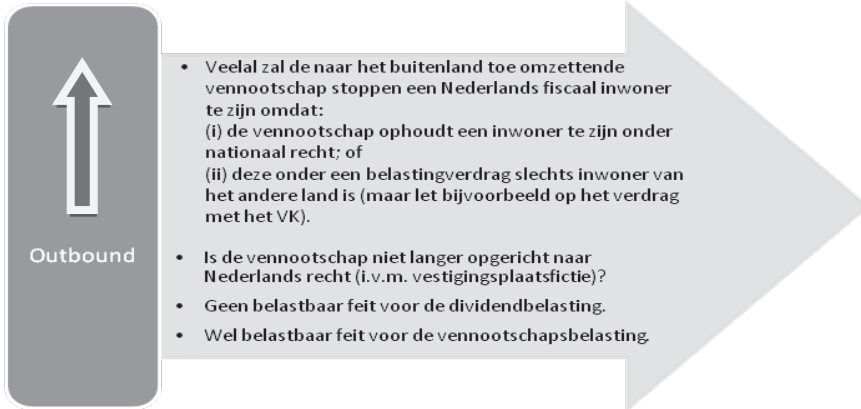 Outbound
• Veelal zal de naar het buitenland toe omzettende
vennootschap stoppen een Nederlands fiscaal inwoner
te zijn omdat:
(i) de vennootschap ophoudt een inwoner te zijn onder
nationaal recht; of
(ii) deze onder een belastingverdrag slechts inwoner van
het andere land is (maar let bijvoorbeeld op het verdrag
met het VK).
• Is de vennootschap niet langer opgericht naar
Nederlands recht (i.v.m. vestigingsplaatsfictie)?
• Geen belastbaar feit voor de dividendbelasting.
• Wel belastbaar feit voor de vennootschapsbelasting.